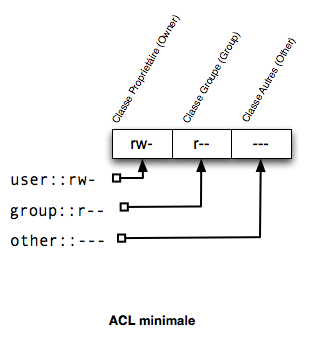 Classe Propriétaire (Owner)
Classe Groupe (Group)
Classe Autres (Other)
rw- r-- ---
user::rw-
group::r--
other::---
ACL minimale